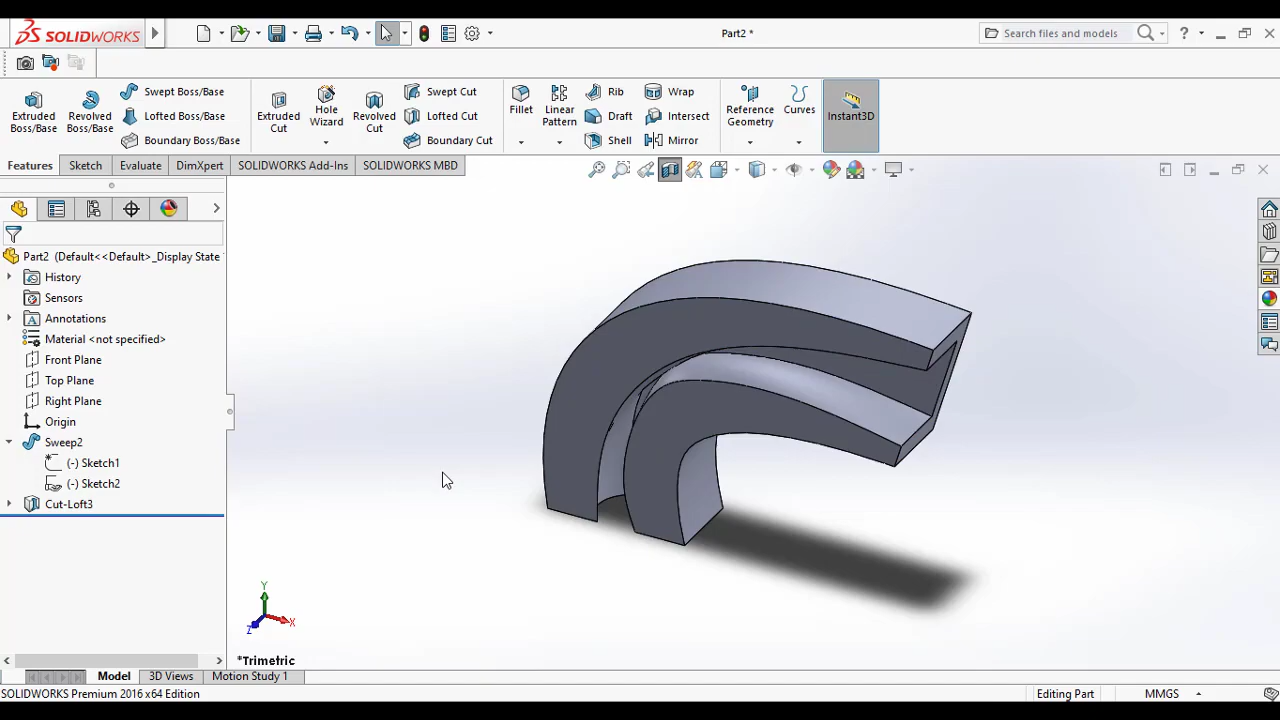 SOLIDWORKS
Part2 *
Search files and models
?
Extruded Boss/Base
Revolved Boss/Base
Swept Boss/Base
Lofted Boss/Base
Boundary Boss/Base
Extruded Cut
Hole Wizard
Revolved Cut
Swept Cut
Lofted Cut
Boundary Cut
Fillet
Linear Pattern
Rib
Draft
Shell
Wrap
Intersect
Mirror
Reference Geometry
Curves
Instant3D
Features
Sketch
Evaluate
DimXpert
SOLIDWORKS Add-Ins
SOLIDWORKS MBD
Part2 (Default<<Default>_Display State
History
Sensors
Annotations
Material <not specified>
Front Plane
Top Plane
Right Plane
Origin
Sweep2
(-) Sketch1
(-) Sketch2
Cut-Loft3
Y
X
Z
*Trimetric
Model
3D Views
Motion Study 1
SOLIDWORKS Premium 2016 x64 Edition
Editing Part
MMGS